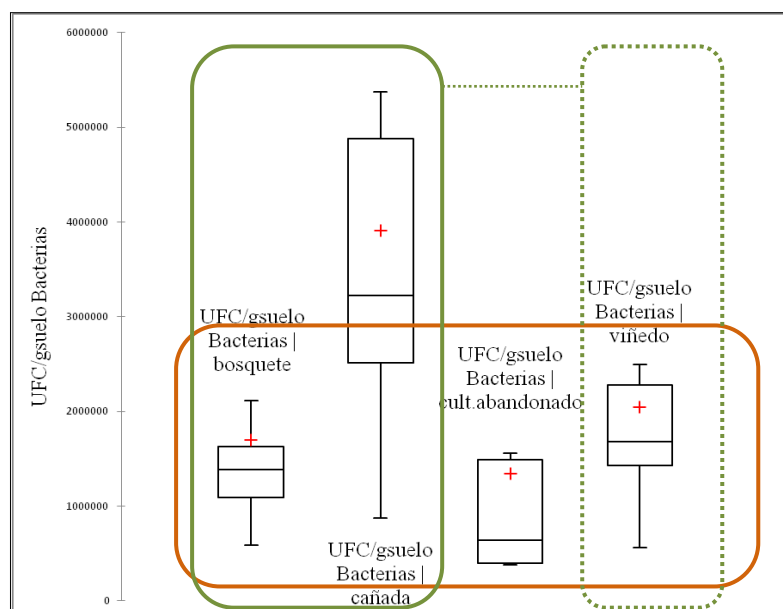 6000000
5000000
4000000
3000000
2000000
1000000
0
UFC/gsuelo Bacterias
UFC/gsuelo
Bacterias |
bosquete
UFC/gsuelo
Bacterias |
cañada
UFC/gsuelo
Bacterias |
cult.abandonado
UFC/gsuelo
Bacterias |
viñedo